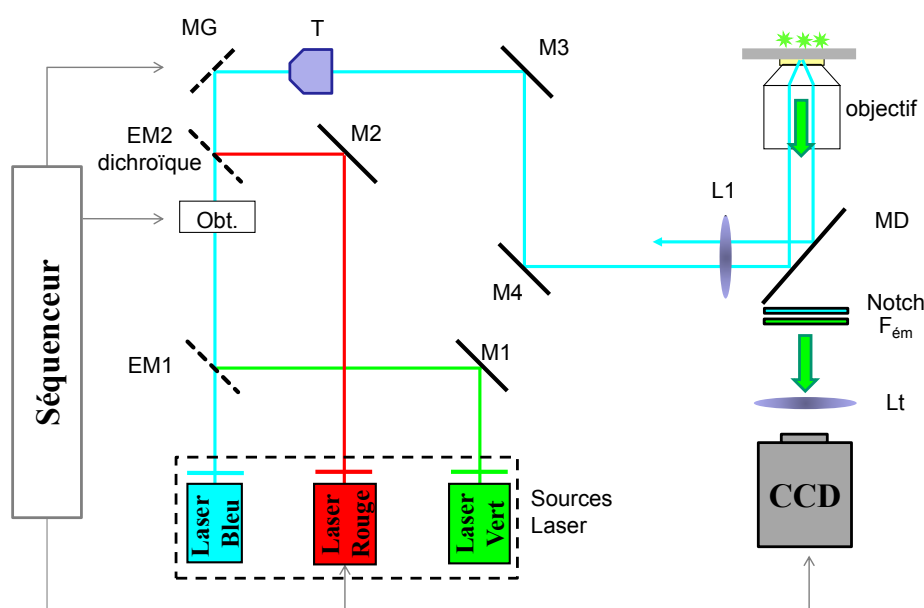 MG
T
M3
EM2
dichroïque
M2
objectif
L1
MD
Obt.
M4
Notch
Fém
Séquenceur
EM1
M1
Lt
Laser
Bleu
Laser
Rouge
Laser
Vert
Sources
Laser
CCD